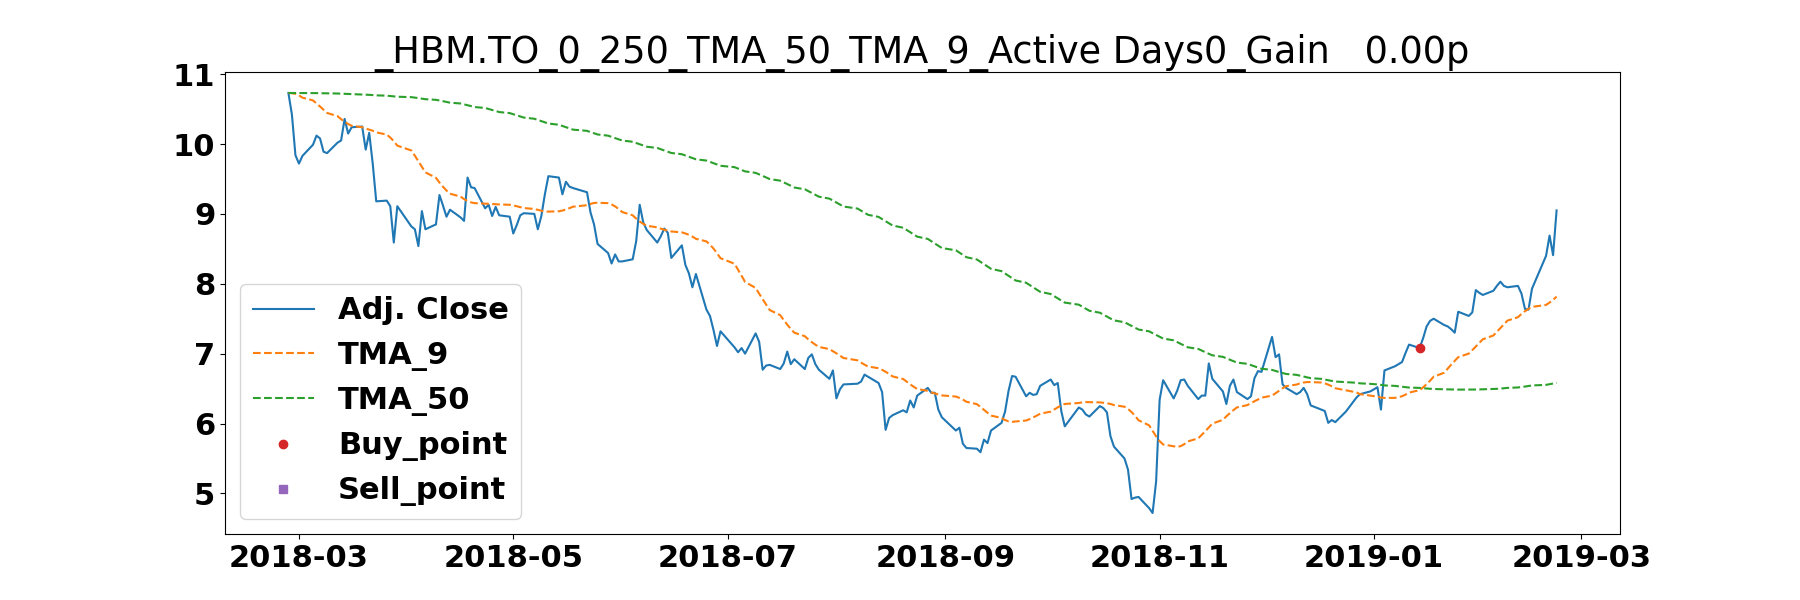 _HBM.TO_0_250_TMA_50_TMA_9_Active Days0_Gain   0.00p
11
10
9
8
7
6
5
Adj. Close
TMA_9
TMA_50
Buy_point
Sell_point
2018-03 2018-05 2018-07 2018-09 2018-11 2019-01 2019-03